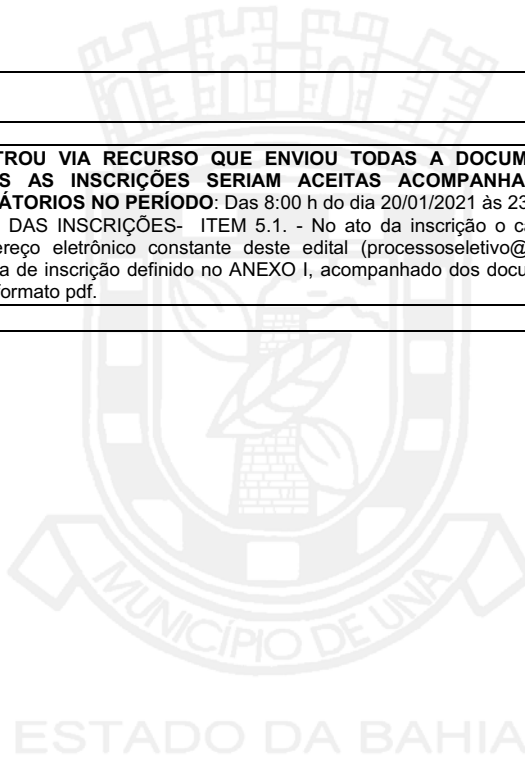 TROU VIA RECURSO QUE ENVIOU TODAS A DOCUM
S AS INSCRIÇÕES SERIAM ACEITAS ACOMPANHA
ÁTORIOS NO PERÍODO: Das 8:00 h do dia 20/01/2021 às 23
DAS INSCRIÇÕES- ITEM 5.1. - No ato da inscrição o ca
ereço eletrônico constante deste edital (processoseletivo@
a de inscrição definido no ANEXO I, acompanhado dos docu
formato pdf.
MUNICÍPIO DE UNA
ESTADO DA BAHIA